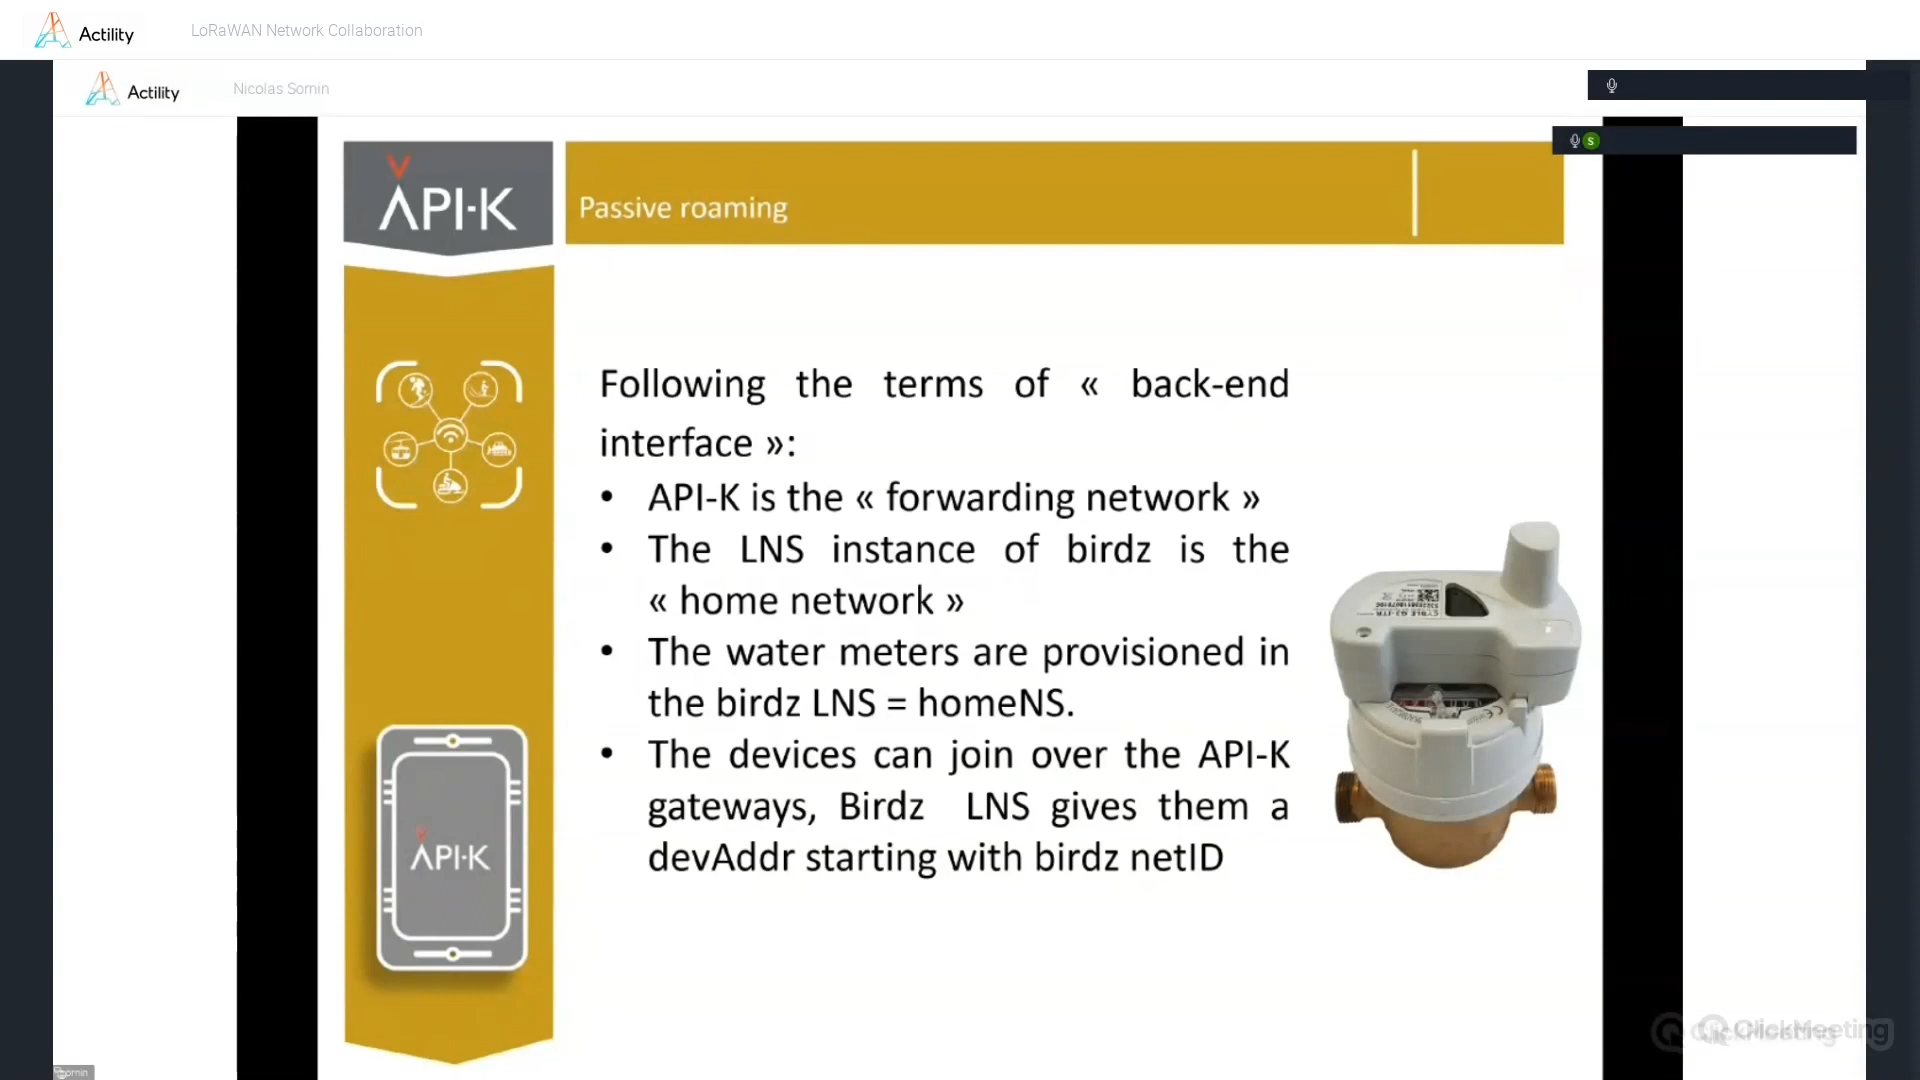 Actility
LoRaWAN Network Collaboration
Actility
Nicolas Sornin
S
API-K
Passive roaming
Following the terms of « back-end
interface »:
• API-K is the « forwarding network »
• The LNS instance of birdz is the
« home network »
• The water meters are provisioned in
the birdz LNS = homeNS.
• The devices can join over the API-K
gateways, Birdz LNS gives them a
devAddr starting with birdz netID
API-K
ClickMeeting